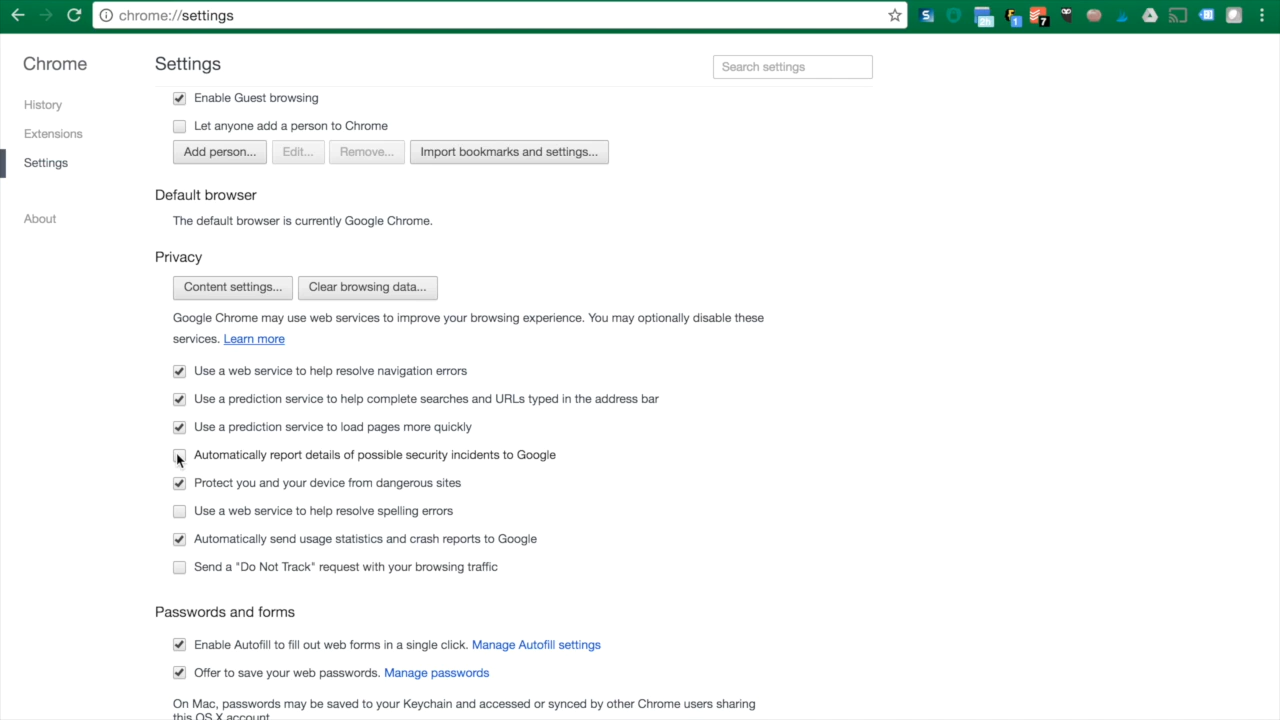 chrome://settings
2h
1
7
Chrome
History
Extensions
Settings
About
Settings
Search settings
Enable Guest browsing
Let anyone add a person to Chrome
Add person... Edit... Remove... Import bookmarks and settings...
Default browser
The default browser is currently Google Chrome.
Privacy
Content settings... Clear browsing data...
Google Chrome may use web services to improve your browsing experience. You may optionally disable these
services. Learn more
Use a web service to help resolve navigation errors
Use a prediction service to help complete searches and URLs typed in the address bar
Use a prediction service to load pages more quickly
Automatically report details of possible security incidents to Google
Protect you and your device from dangerous sites
Use a web service to help resolve spelling errors
Automatically send usage statistics and crash reports to Google
Send a "Do Not Track" request with your browsing traffic
Passwords and forms
Enable Autofill to fill out web forms in a single click. Manage Autofill settings
Offer to save your web passwords. Manage passwords
On Mac, passwords may be saved to your Keychain and accessed or synced by other Chrome users sharing
this OS X account.